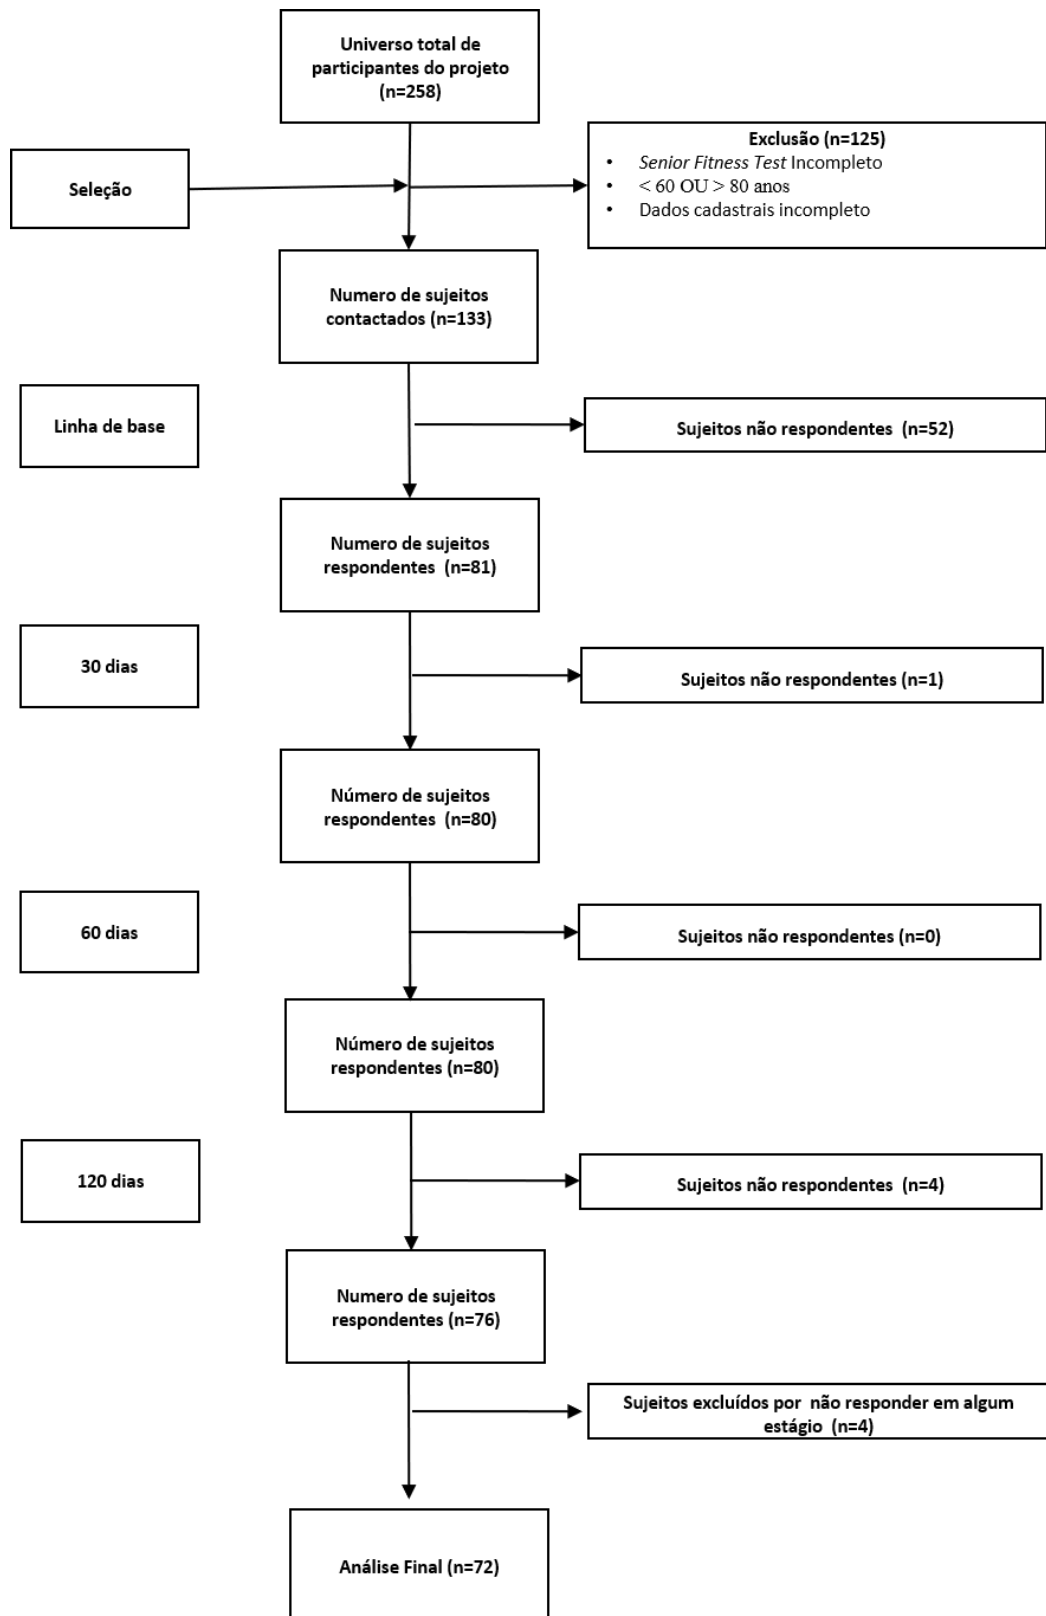 Universo total de
participantes do projeto
(n=258)
Exclusão (n=125)
• Senior Fitness Test Incompleto
• < 60 OU > 80 anos
• Dados cadastrais incompleto
Seleção
Numero de sujeitos
contactados (n=133)
Linha de base
Sujeitos não respondentes (n=52)
Numero de sujeitos
respondentes (n=81)
30 dias
Sujeitos não respondentes (n=1)
Número de sujeitos
respondentes (n=80)
60 dias
Sujeitos não respondentes (n=0)
Número de sujeitos
respondentes (n=80)
120 dias
Sujeitos não respondentes (n=4)
Numero de sujeitos
respondentes (n=76)
Sujeitos excluídos por não responder em algum
estágio (n=4)
Análise Final (n=72)